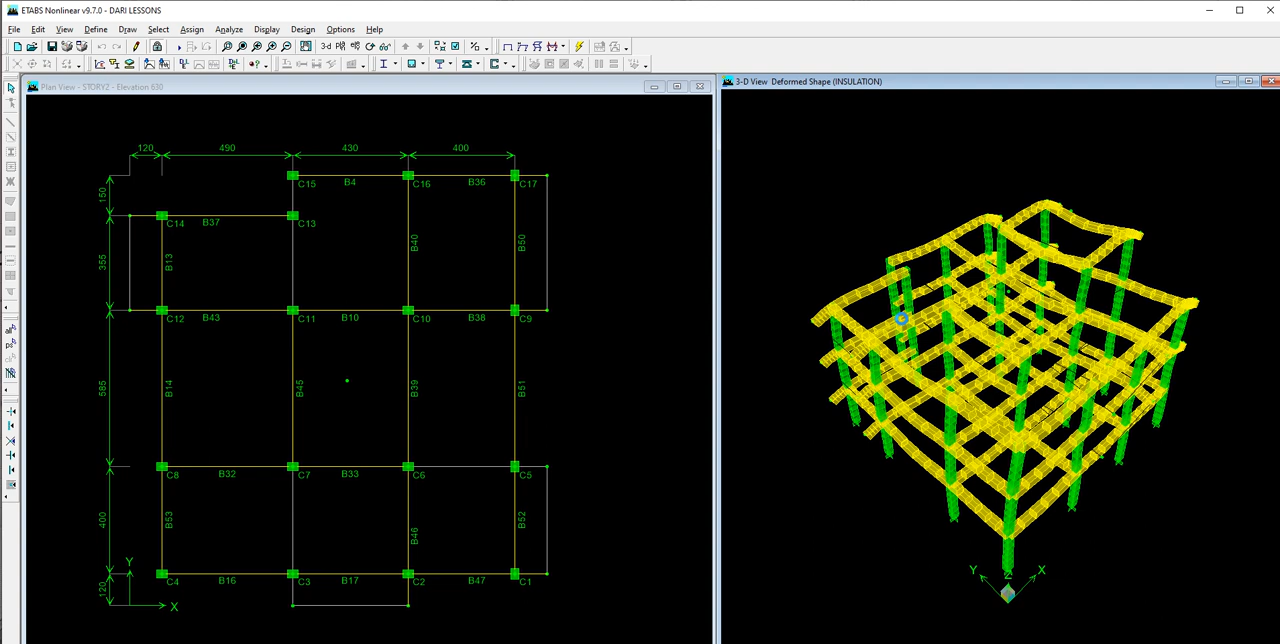 ETABS Nonlinear v9.7.0 - DARI LESSONS
File Edit View Define Draw Select Assign Analyze Display Design Options Help
3-d
Plan View - STORY2 - Elevation 630
3-D View Deformed Shape (INSULATION)
120 490 430 400
150
C15 B4 C16 B36 C17
C14 B37 C13
355
B13 B40 B50
C12 B43 C11 B10 C10 B38 C9
585
B14 B45 B39 B51
C8 B32 C7 B33 C6 C5
400
B53 B46 B52
C4 B16 C3 B17 C2 B47 C1
120
Y
X
Y Z X
all
ps
clr